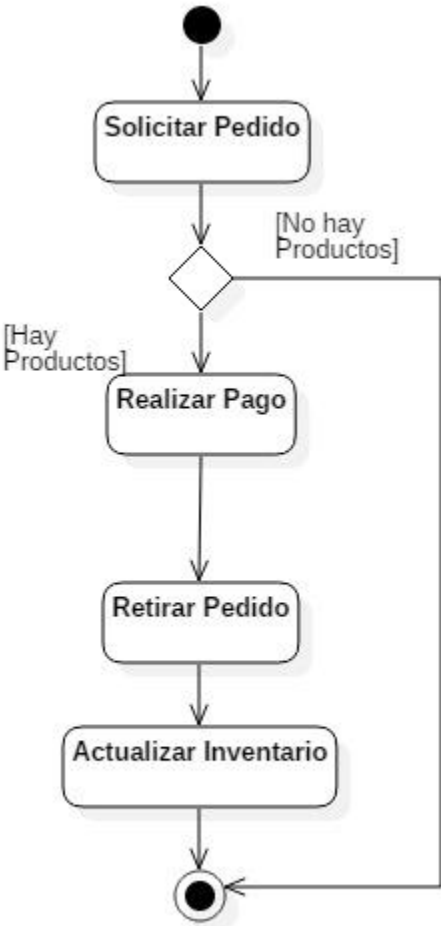 Solicitar Pedido
[No hay
Productos]
[Hay
Productos]
Realizar Pago
Retirar Pedido
Actualizar Inventario